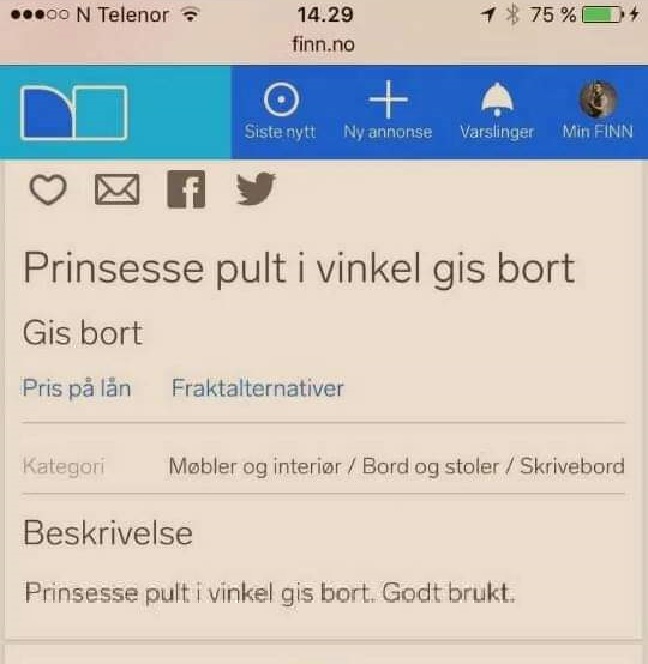 N Telenor 14.29 75 %
finn.no
Siste nytt Ny annonse Varslinger Min FINN
Prinsesse pult i vinkel gis bort
Gis bort
Pris på lån Fraktalternativer
Kategori Møbler og interiør / Bord og stoler / Skrivebord
Beskrivelse
Prinsesse pult i vinkel gis bort. Godt brukt.